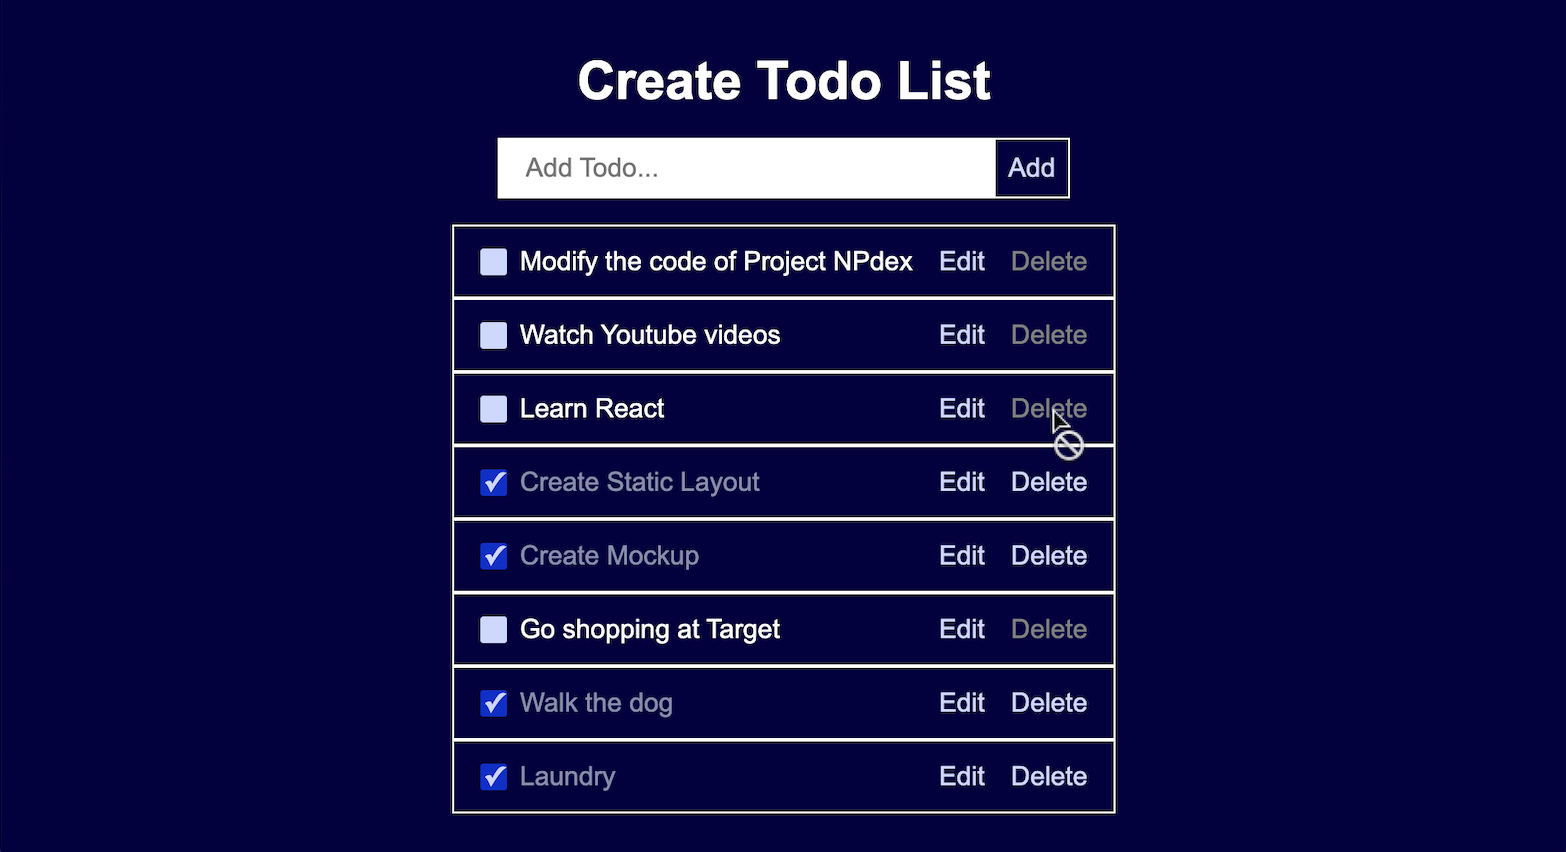 Create Todo List
Add Todo... Add
Modify the code of Project NPdex Edit Delete
Watch Youtube videos Edit Delete
Learn React Edit Delete
Create Static Layout Edit Delete
Create Mockup Edit Delete
Go shopping at Target Edit Delete
Walk the dog Edit Delete
Laundry Edit Delete